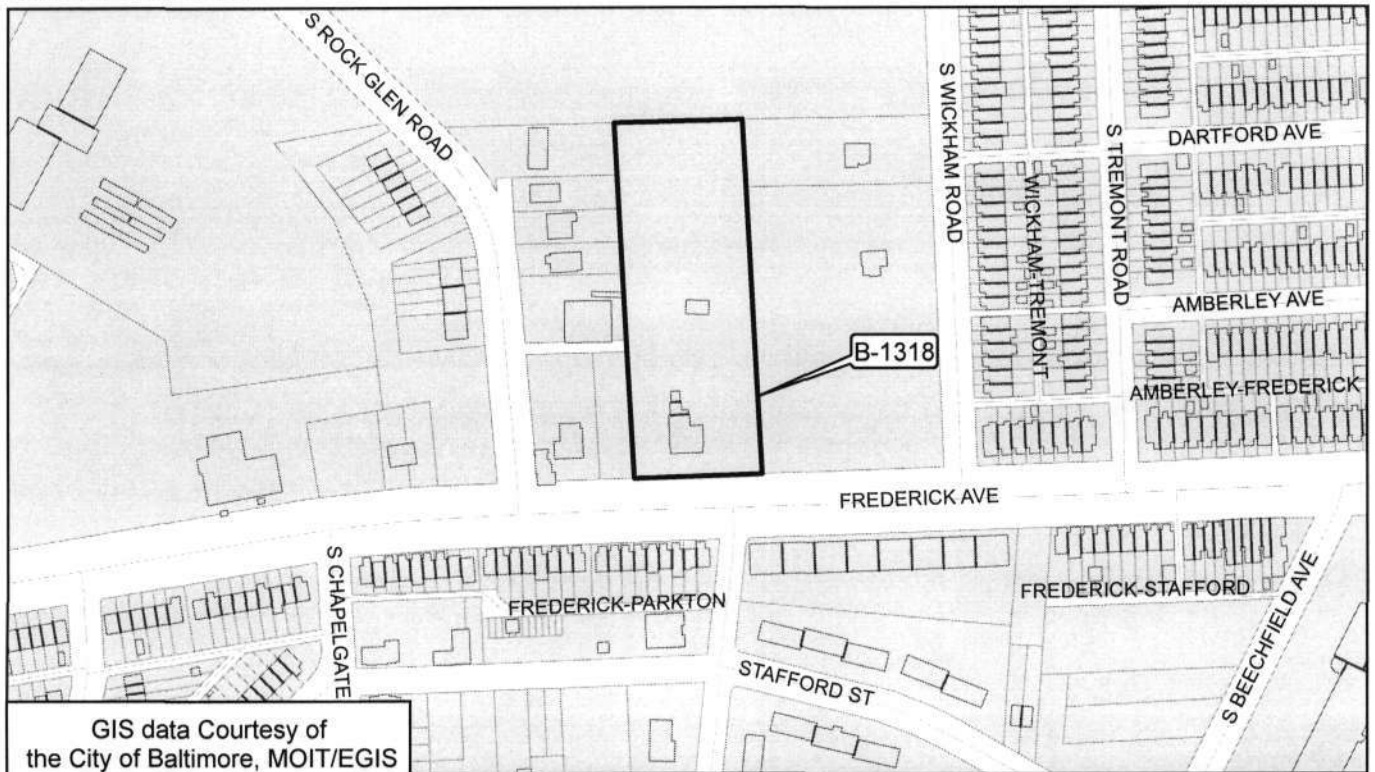 S ROCK GLEN ROAD
S WICKHAM ROAD
WICKHAM-TREMONT
S TREMONT ROAD
DARTFORD AVE
AMBERLEY AVE
AMBERLEY-FREDERICK
B-1318
FREDERICK AVE
S CHAPELGATE
FREDERICK-PARKTON
FREDERICK-STAFFORD
STAFFORD ST
S BEECHFIELD AVE
GIS data Courtesy of
the City of Baltimore, MOIT/EGIS